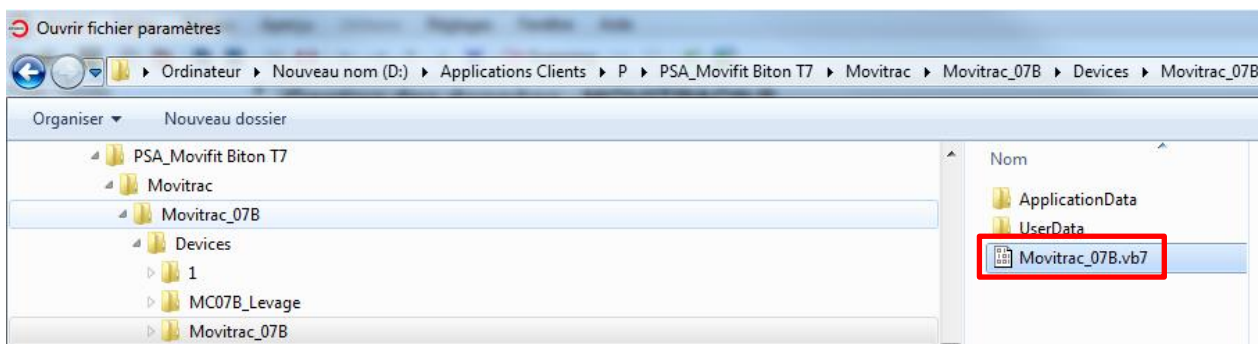 Ouvrir fichier paramètres
Ordinateur ▸ Nouveau nom (D:) ▸ Applications Clients ▸ P ▸ PSA_Movifit Biton T7 ▸ Movitrac ▸ Movitrac_07B ▸ Devices ▸ Movitrac_07B
Organiser ▾ Nouveau dossier
PSA_Movifit Biton T7
Movitrac
Movitrac_07B
Devices
1
MC07B_Levage
Movitrac_07B
Nom
ApplicationData
UserData
Movitrac_07B.vb7